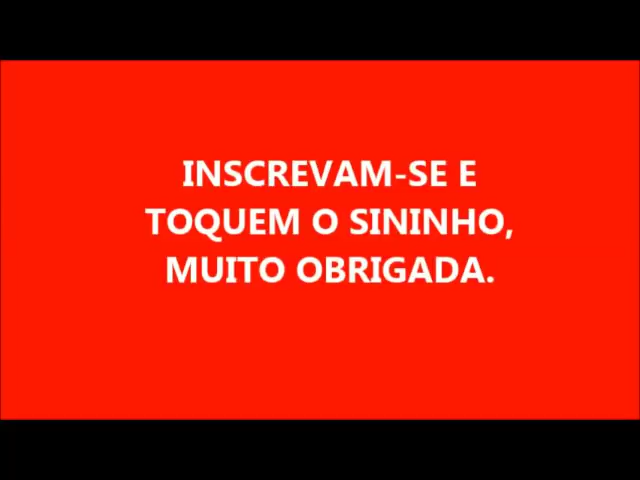 INSCREVAM-SE E
TOQUEM O SININHO,
MUITO OBRIGADA.